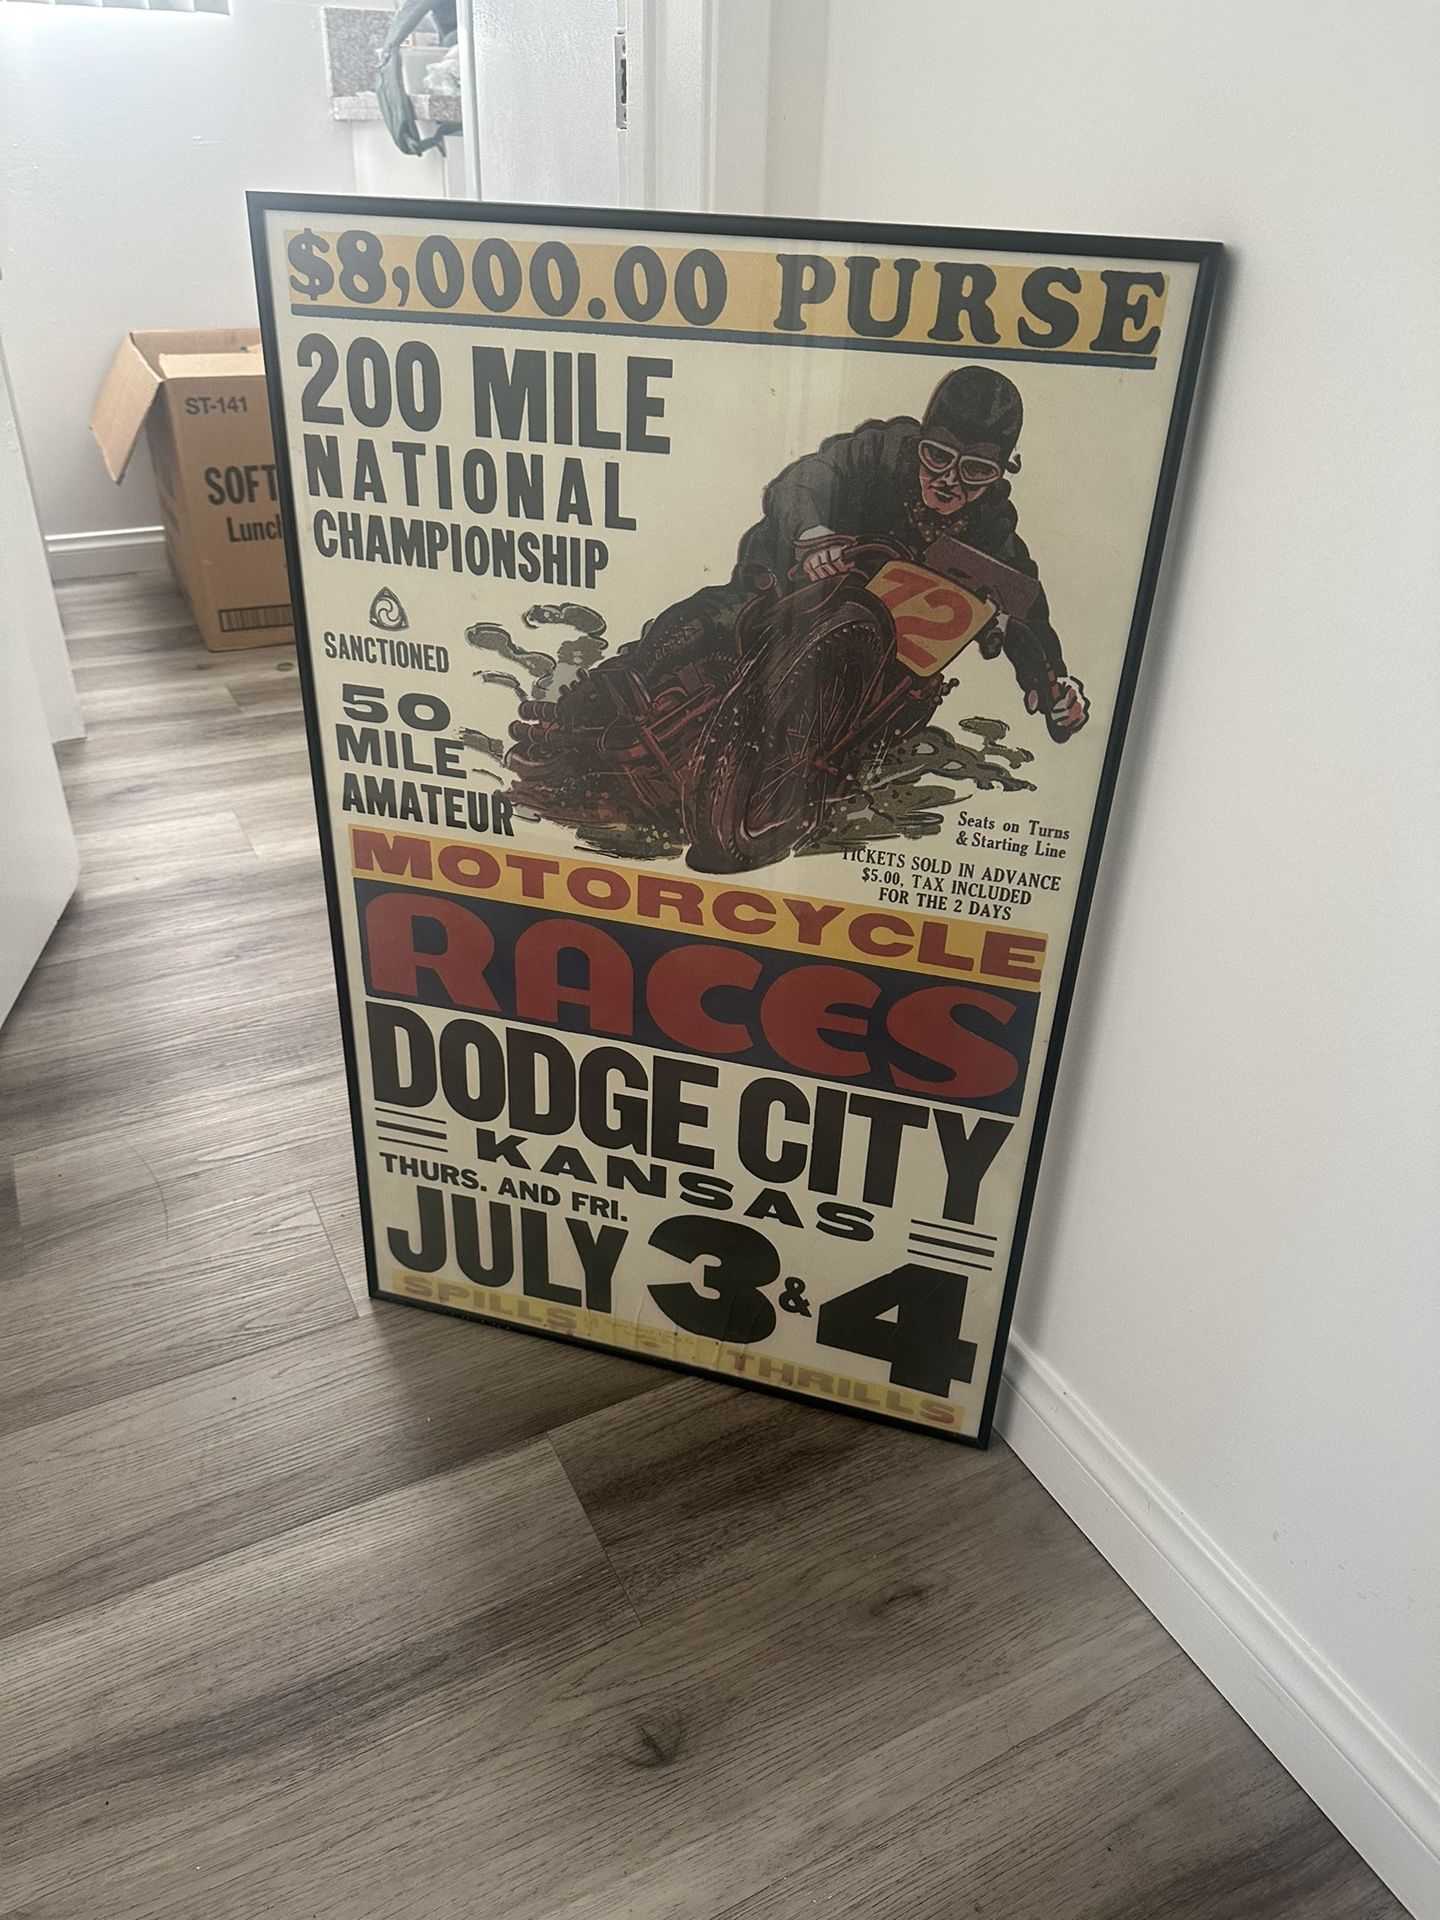 $8,000.00 PURSE
200 MILE
NATIONAL
CHAMPIONSHIP
SANCTIONED
50
MILE
AMATEUR
72
Seats on Turns
& Starting Line
TICKETS SOLD IN ADVANCE
$5.00, TAX INCLUDED
FOR THE 2 DAYS
MOTORCYCLE
RACES
DODGE CITY
KANSAS
THURS. AND FRI.
JULY 3 & 4
SPILLS THRILLS
ST-141
SOFT
Lunch